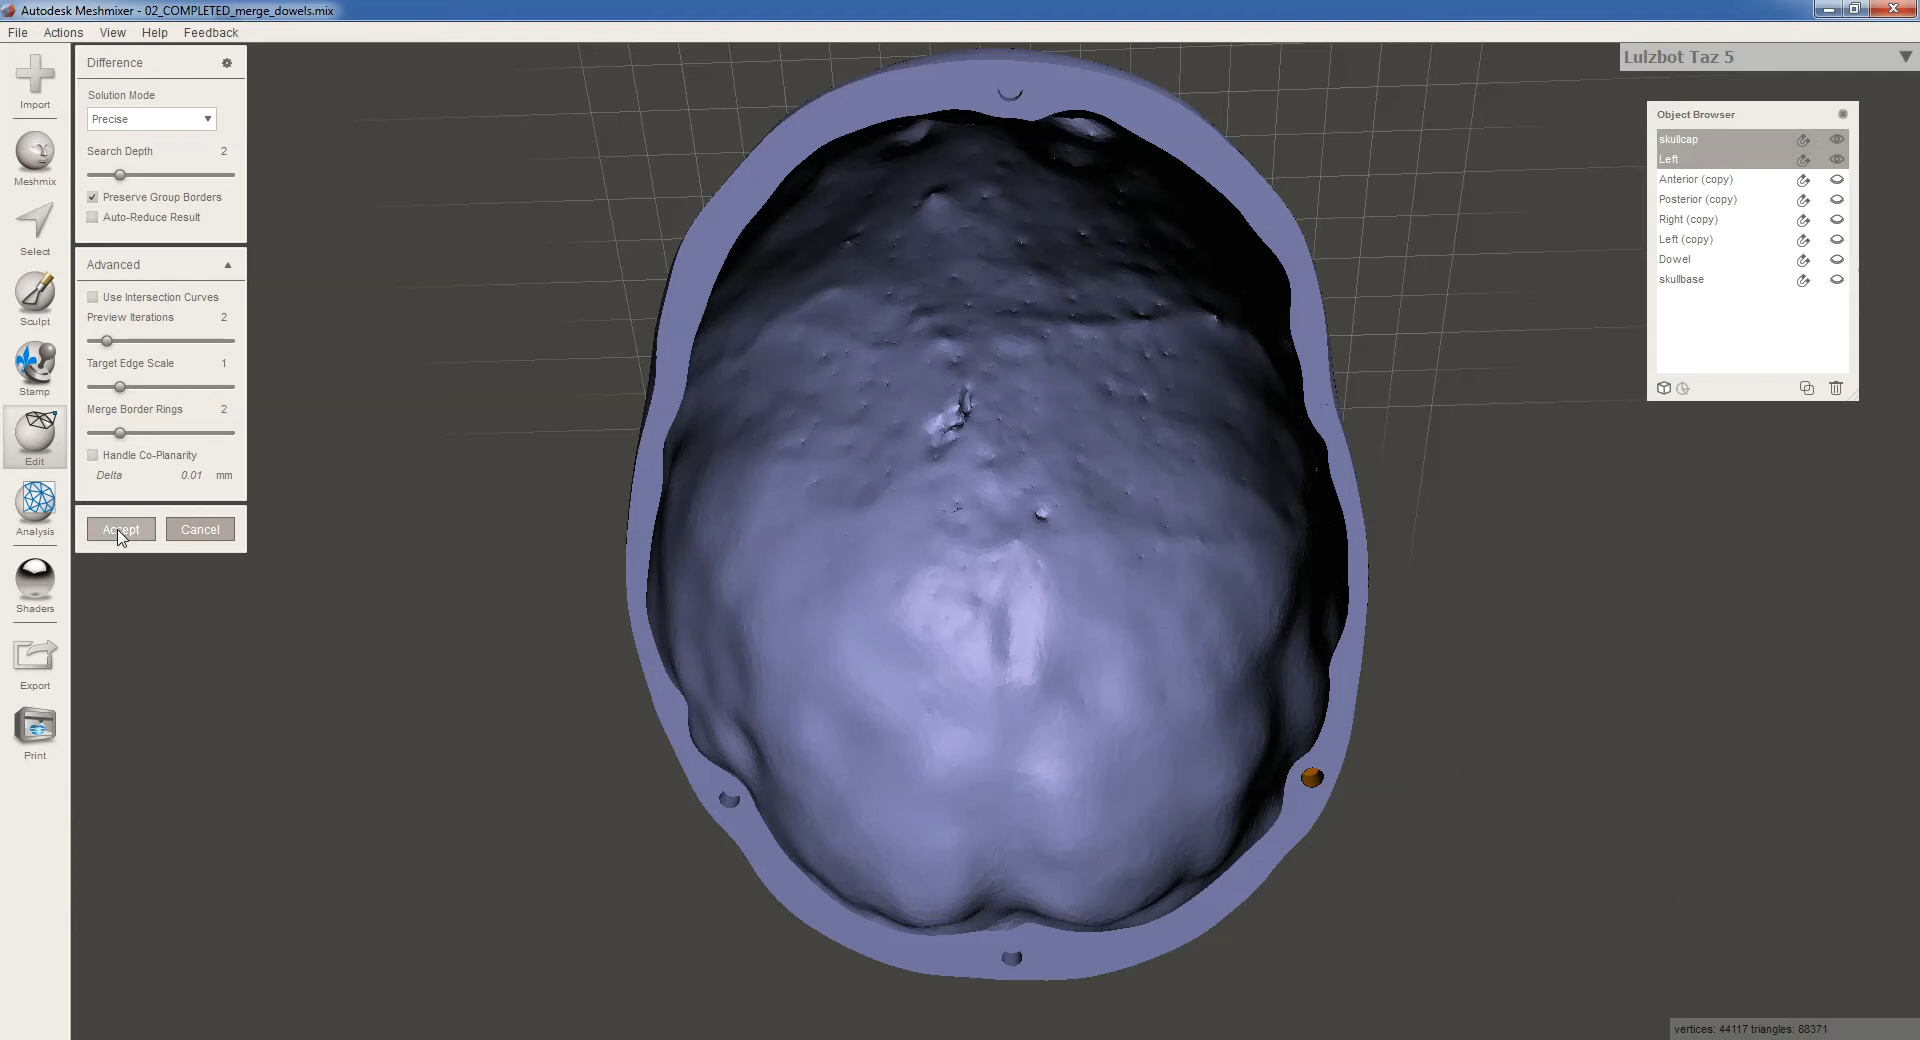 Autodesk Meshmixer - 02_COMPLETED_merge_dowels.mix
File Actions View Help Feedback
Import
Meshmix
Select
Sculpt
Stamp
Edit
Analysis
Shaders
Export
Print
Difference
Solution Mode
Precise
Search Depth 2
Preserve Group Borders
Auto-Reduce Result
Advanced
Use Intersection Curves
Preview Iterations 2
Target Edge Scale 1
Merge Border Rings 2
Handle Co-Planarity
Delta 0.01 mm
Accept Cancel
Lulzbot Taz 5
Object Browser
skullcap
Left
Anterior (copy)
Posterior (copy)
Right (copy)
Left (copy)
Dowel
skullbase
vertices: 44117 triangles: 88371